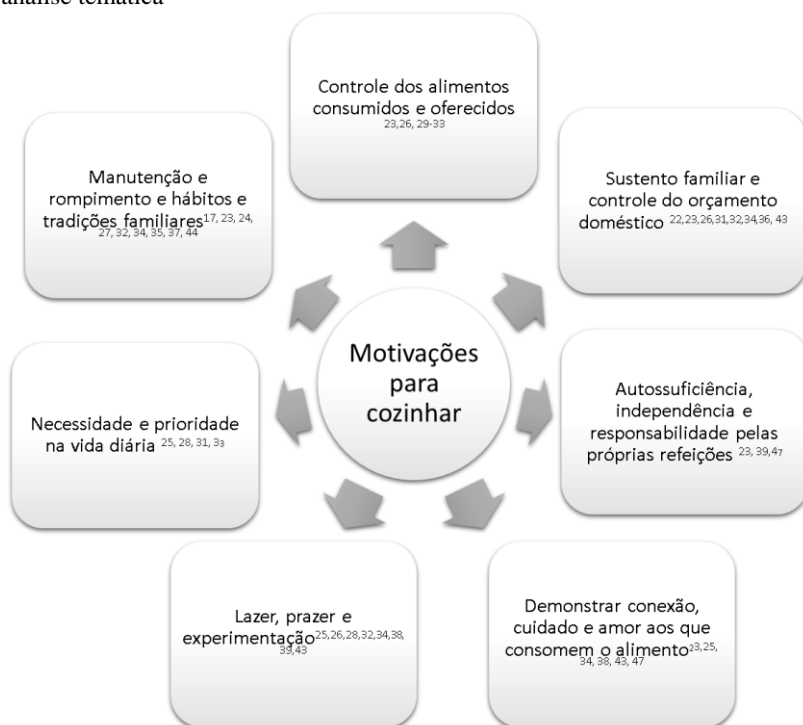 análise temática
Controle dos alimentos
consumidos e oferecidos
23,26, 29-33
Manutenção e
rompimento e hábitos e
tradições familiares17, 23, 24,
27, 32, 34, 35, 37, 44
Sustento familiar e
controle do orçamento
doméstico 22,23,26,31,32,34,36, 43
Motivações
para
cozinhar
Necessidade e prioridade
na vida diária 25, 28, 31, 33
Autossuficiência,
independência e
responsabilidade pelas
próprias refeições 23, 39,47
Lazer, prazer e
experimentação25,26,28,32,34,38,
39,43
Demonstrar conexão,
cuidado e amor aos que
consomem o alimento23,25,
34, 38, 43, 47